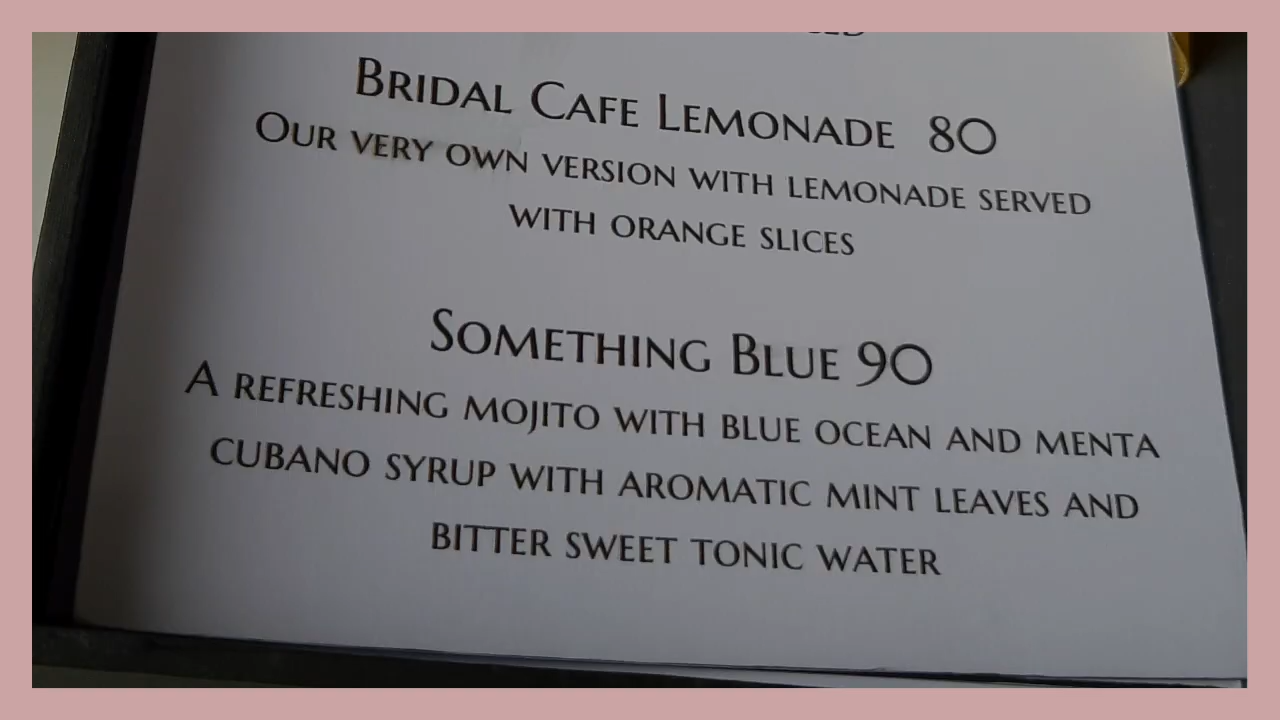 Bridal Cafe Lemonade 80
Our very own version with lemonade served
with orange slices
Something Blue 90
A refreshing mojito with blue ocean and menta
cubano syrup with aromatic mint leaves and
bitter sweet tonic water